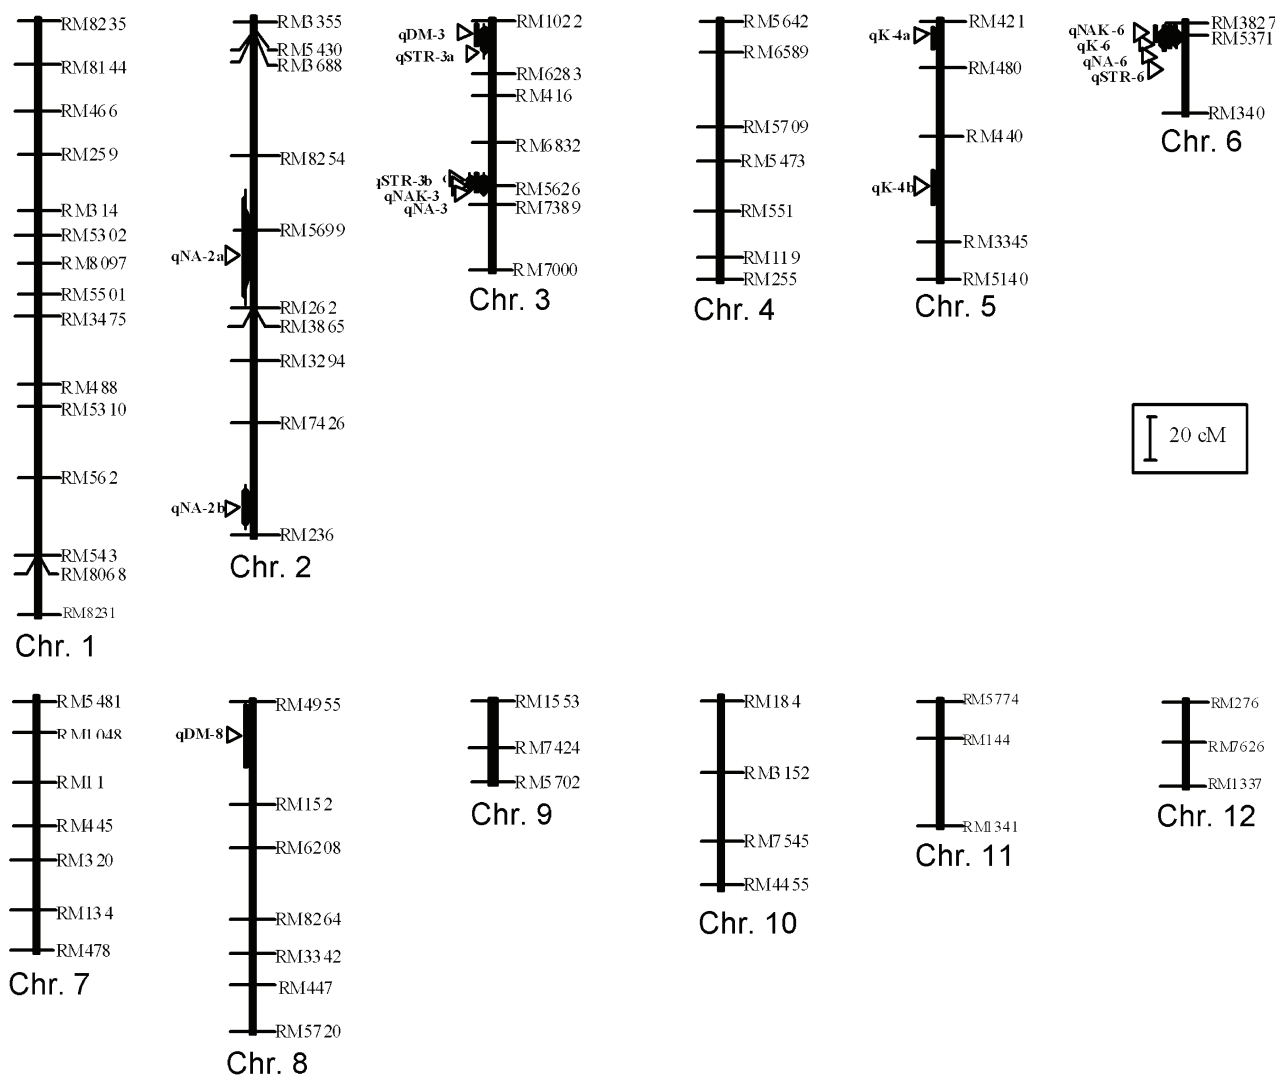 RM8235
RM8144
RM466
RM259
RM314
RM5302
RM8097
RM5501
RM3475
RM488
RM5310
RM562
RM543
RM8068
RM8231
Chr. 1
RM3355
RM5430
RM3688
RM8254
RM5699
qNA-2a
RM262
RM3865
RM3294
RM7426
qNA-2b
RM236
Chr. 2
RM1022
qDM-3
qSTR-3a
RM6283
RM416
RM6832
qSTR-3b
RM5626
qNAK-3
RM7389
qNA-3
RM7000
Chr. 3
RM5642
RM6589
RM5709
RM5473
RM551
RM119
RM255
Chr. 4
RM421
qK-4a
RM480
RM440
qK-4b
RM3345
RM5140
Chr. 5
RM3827
qNAK-6
RM5371
qK-6
qNA-6
qSTR-6
RM340
Chr. 6
20 cM
RM5481
RM1048
RM11
RM445
RM320
RM134
RM478
Chr. 7
RM4955
qDM-8
RM152
RM6208
RM8264
RM3342
RM447
RM5720
Chr. 8
RM1553
RM7424
RM5702
Chr. 9
RM184
RM3152
RM7545
RM4455
Chr. 10
RM5774
RM144
RM1341
Chr. 11
RM276
RM7626
RM1337
Chr. 12